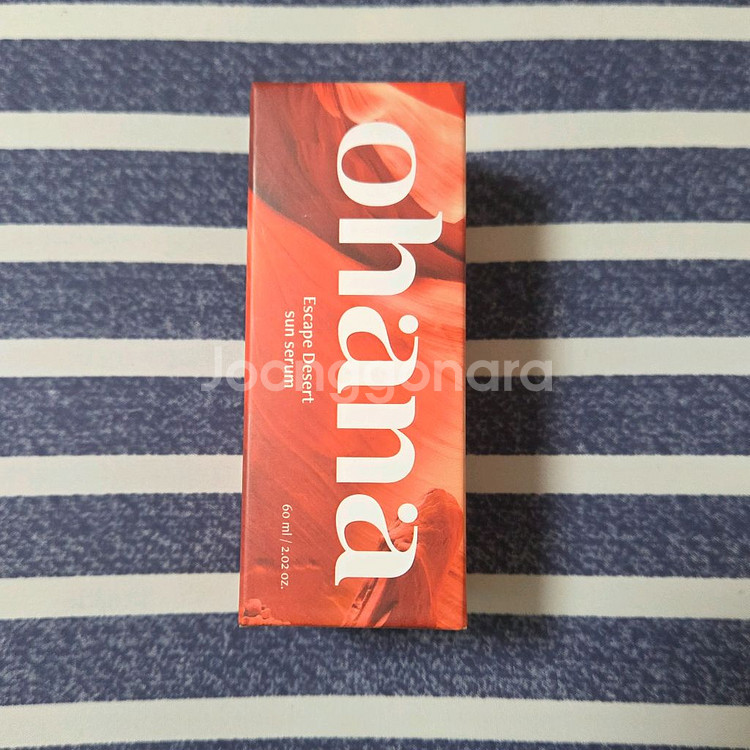 ohana
Escape Desert
sun serum
60 ml / 2.02 oz.
Joonggonara